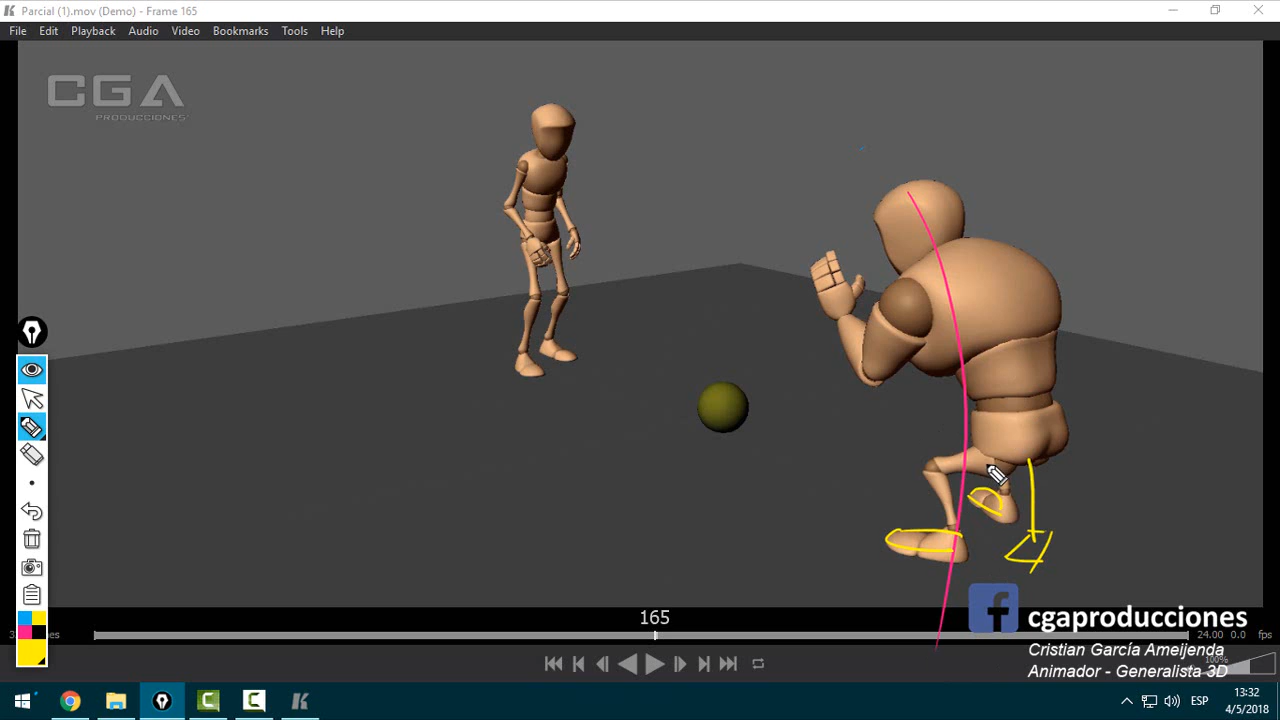 Parcial (1).mov (Demo) - Frame 165
File Edit Playback Audio Video Bookmarks Tools Help
CGA
PRODUCCIONES
165
24.00 0.0 fps
cgaproducciones
Cristian García Ameijenda
100%
Animador - Generalista 3D
ESP
13:32
4/5/2018